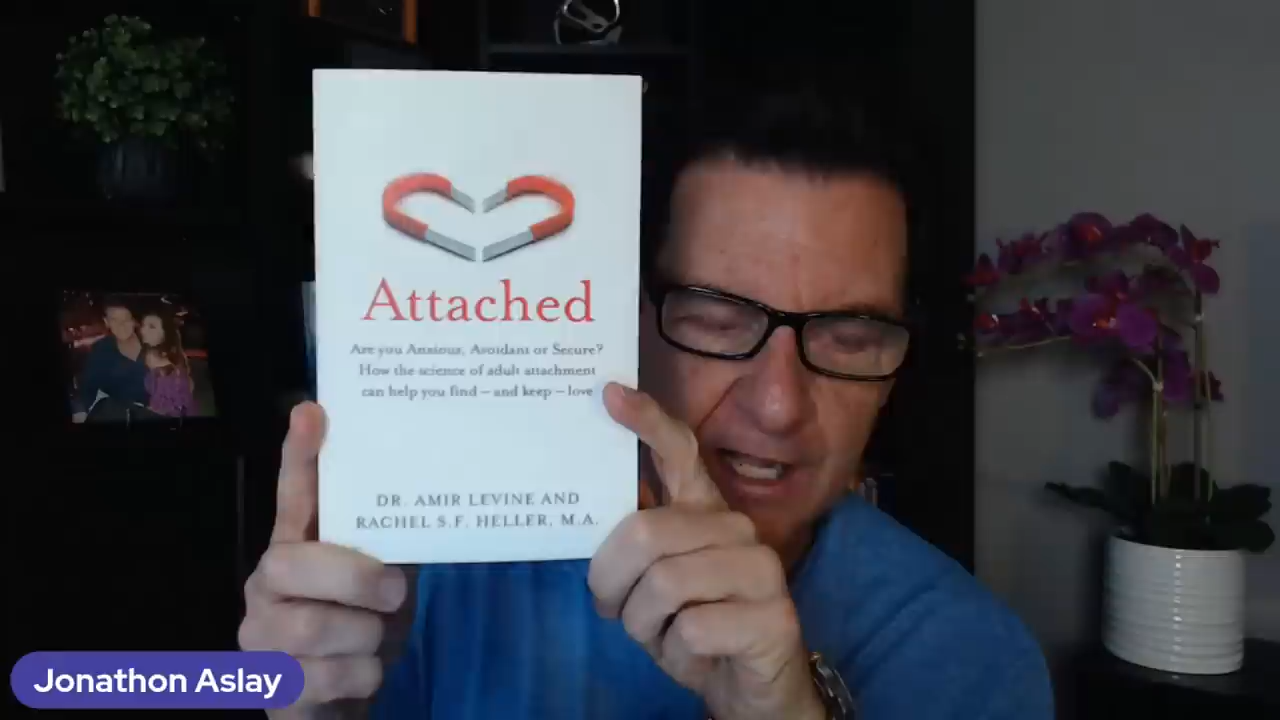 Attached
Are you Anxious, Avoidant or Secure?
How the science of adult attachment
can help you find – and keep – love
DR. AMIR LEVINE AND
RACHEL S.F. HELLER, M.A.
Jonathon Aslay